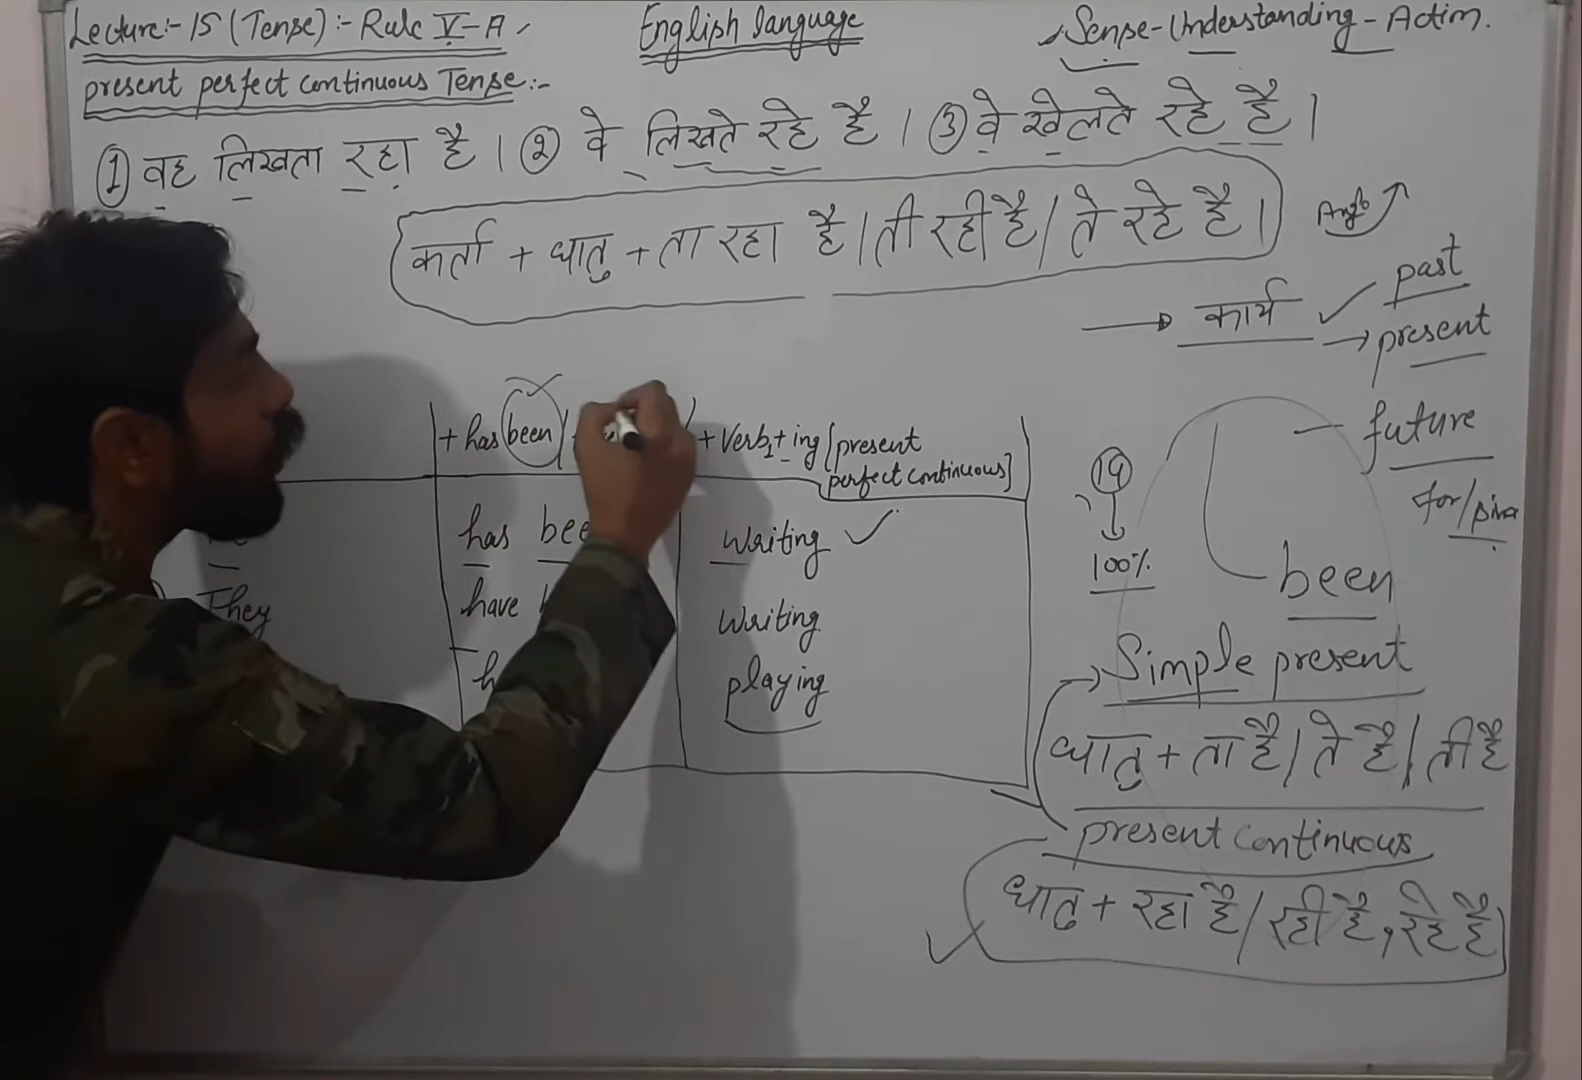 Lecture:- 15 (Tense):- Rule V-A
English language
Sense-Understanding-Action.
present perfect continuous Tense:-
① वह लिखता रहा है। ② वे लिखते रहे है। ③ वे खेलते रहे है।
कर्ता + धातु + ता रहा है/ती रही है/ते रहे है।
→ कार्य ✓ past
→ present
+ has been/ + Verb1+ ing [present
perfect continuous]
— future
19
for/
has writing ✓
100%
been
They have writing
Simple present
playing
धातु + ता है/ते है/ती है
present continuous
धातु + रहा है/रही है, रहे है